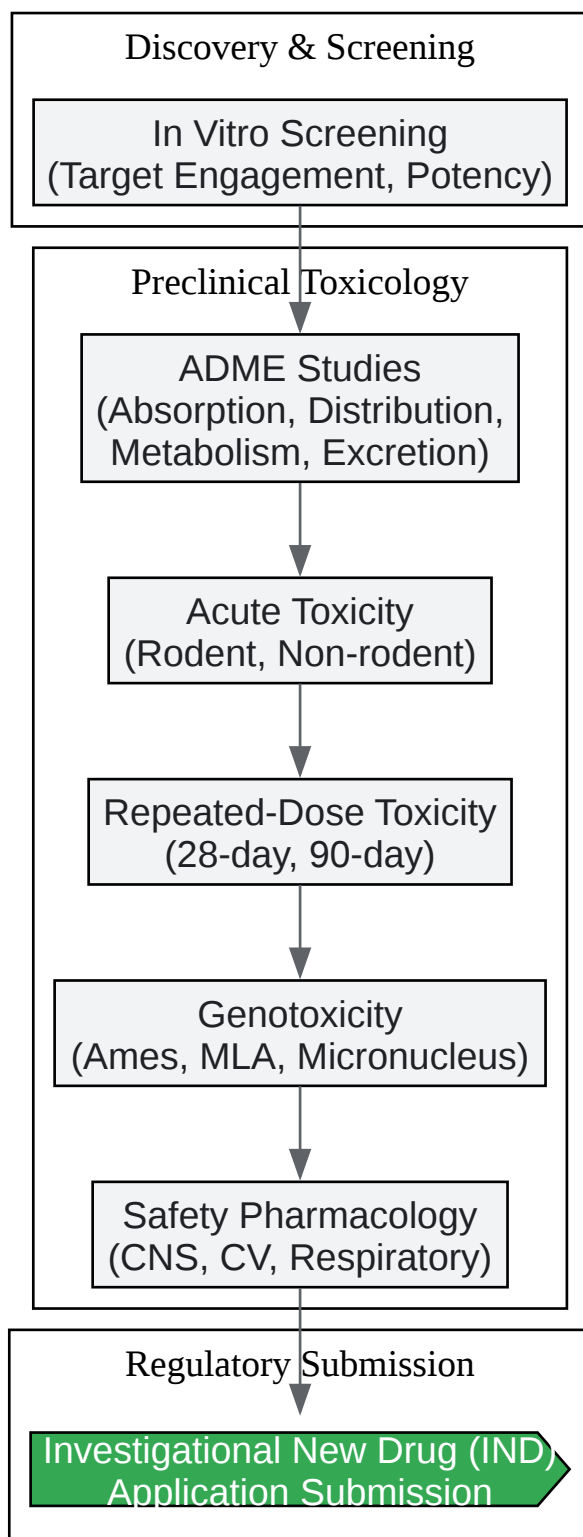 Discovery & Screening
In Vitro Screening
(Target Engagement, Potency)
Preclinical Toxicology
ADME Studies
(Absorption, Distribution,
Metabolism, Excretion)
Acute Toxicity
(Rodent, Non-rodent)
Repeated-Dose Toxicity
(28-day, 90-day)
Genotoxicity
(Ames, MLA, Micronucleus)
Safety Pharmacology
(CNS, CV, Respiratory)
Regulatory Submission
Investigational New Drug (IND)
Application Submission